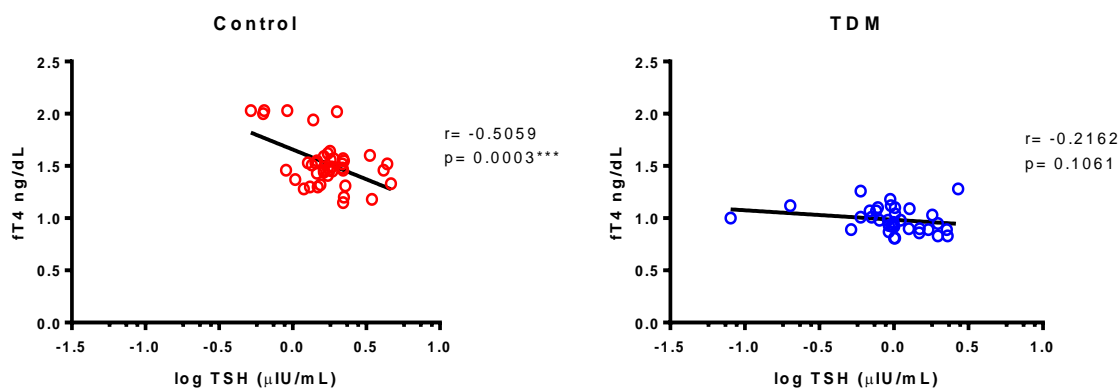 Control
2.5
2.0
1.5
1.0
0.5
0.0
fT4 ng/dL
-1.5 -1.0 -0.5 0.0 0.5 1.0
log TSH (μIU/mL)
r= -0.5059
p= 0.0003***
TDM
2.5
2.0
1.5
1.0
0.5
0.0
fT4 ng/dL
-1.5 -1.0 -0.5 0.0 0.5 1.0
log TSH (μIU/mL)
r= -0.2162
p= 0.1061